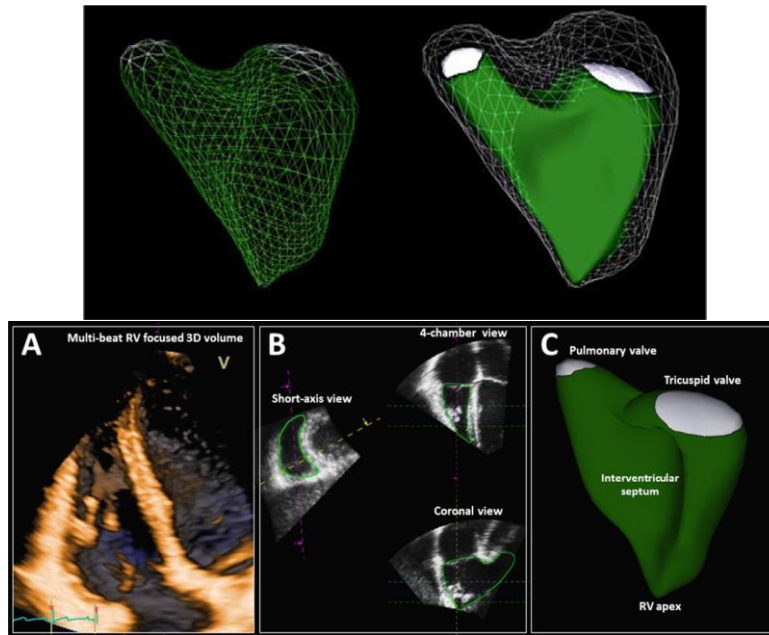 A
Multi-beat RV focused 3D volume
V
B
4-chamber view
Short-axis view
Coronal view
C
Pulmonary valve
Tricuspid valve
Interventricular
septum
RV apex